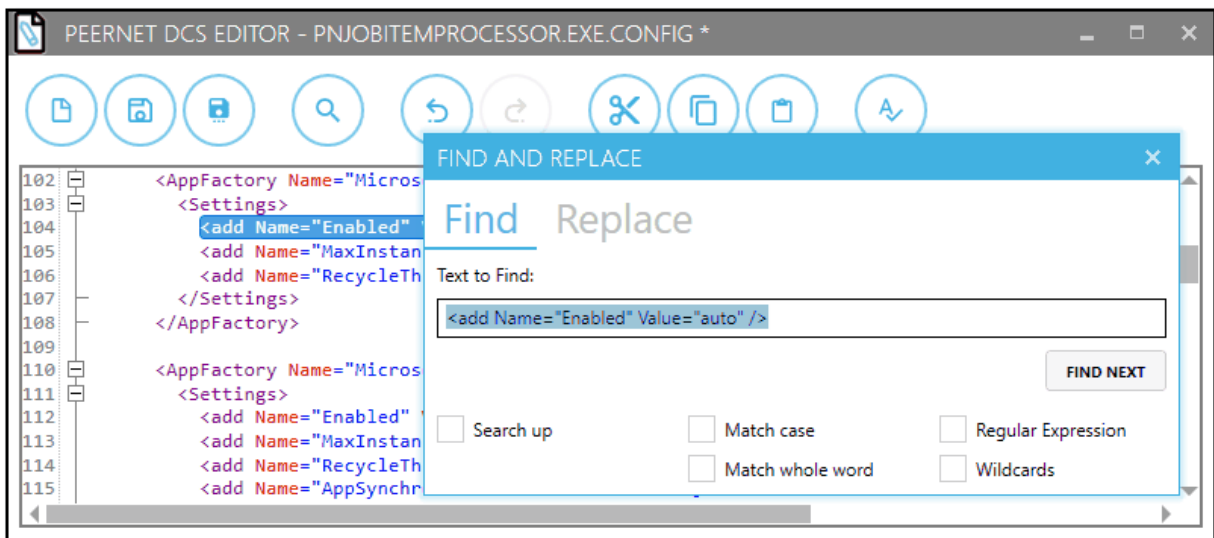 PEERNET DCS EDITOR - PNJOBITEMPROCESSOR.EXE.CONFIG *
FIND AND REPLACE
Find Replace
Text to Find:
<add Name="Enabled" Value="auto" />
FIND NEXT
Search up Match case Regular Expression
Match whole word Wildcards
102 <AppFactory Name="Micros
103 <Settings>
104 <add Name="Enabled"
105 <add Name="MaxInstan
106 <add Name="RecycleTh
107 </Settings>
108 </AppFactory>
109
110 <AppFactory Name="Micros
111 <Settings>
112 <add Name="Enabled"
113 <add Name="MaxInstan
114 <add Name="RecycleTh
115 <add Name="AppSynchr